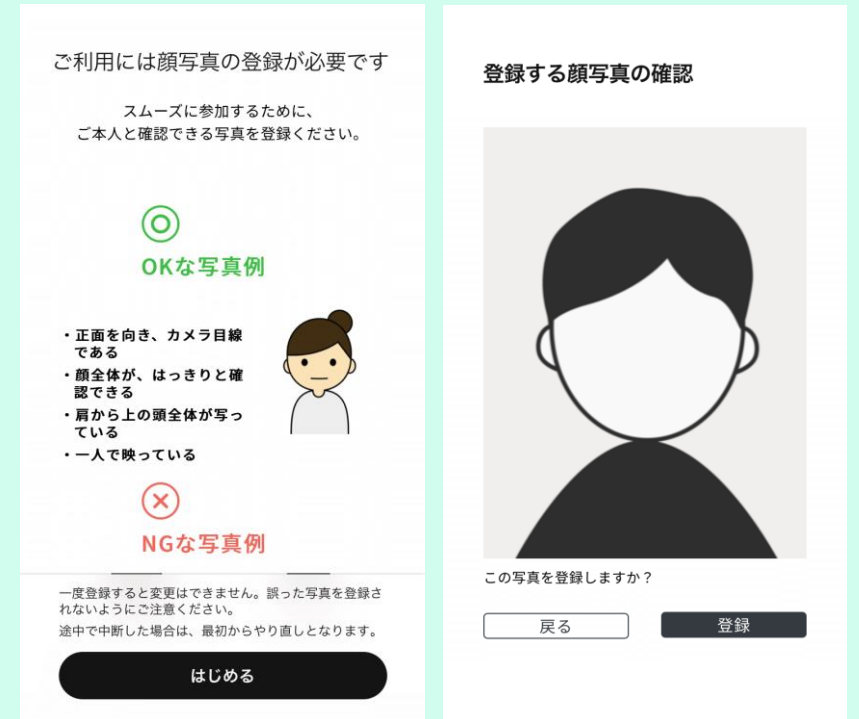 ご利用には顔写真の登録が必要です
スムーズに参加するために、
ご本人と確認できる写真を登録ください。
OKな写真例
・正面を向き、カメラ目線
である
・顔全体が、はっきりと確
認できる
・肩から上の頭全体が写っ
ている
・一人で映っている
NGな写真例
一度登録すると変更はできません。誤った写真を登録さ
れないようにご注意ください。
途中で中断した場合は、最初からやり直しとなります。
はじめる
登録する顔写真の確認
この写真を登録しますか？
戻る
登録